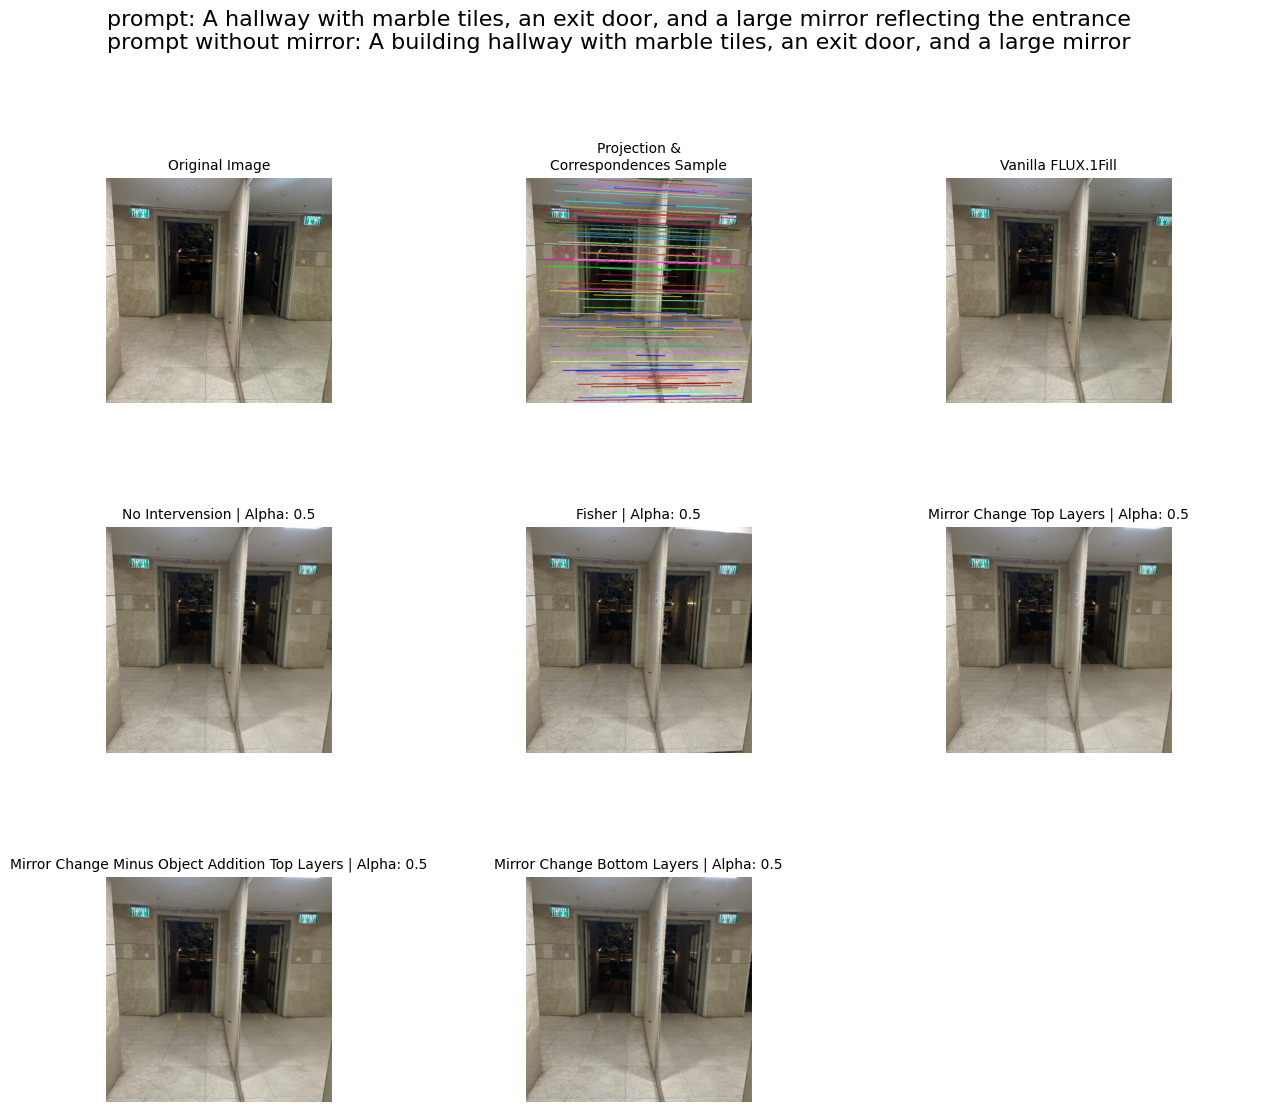 prompt: A hallway with marble tiles, an exit door, and a large mirror reflecting the entrance
prompt without mirror: A building hallway with marble tiles, an exit door, and a large mirror
Original Image
Projection &
Correspondences Sample
Vanilla FLUX.1Fill
No Intervension | Alpha: 0.5
Fisher | Alpha: 0.5
Mirror Change Top Layers | Alpha: 0.5
Mirror Change Minus Object Addition Top Layers | Alpha: 0.5
Mirror Change Bottom Layers | Alpha: 0.5